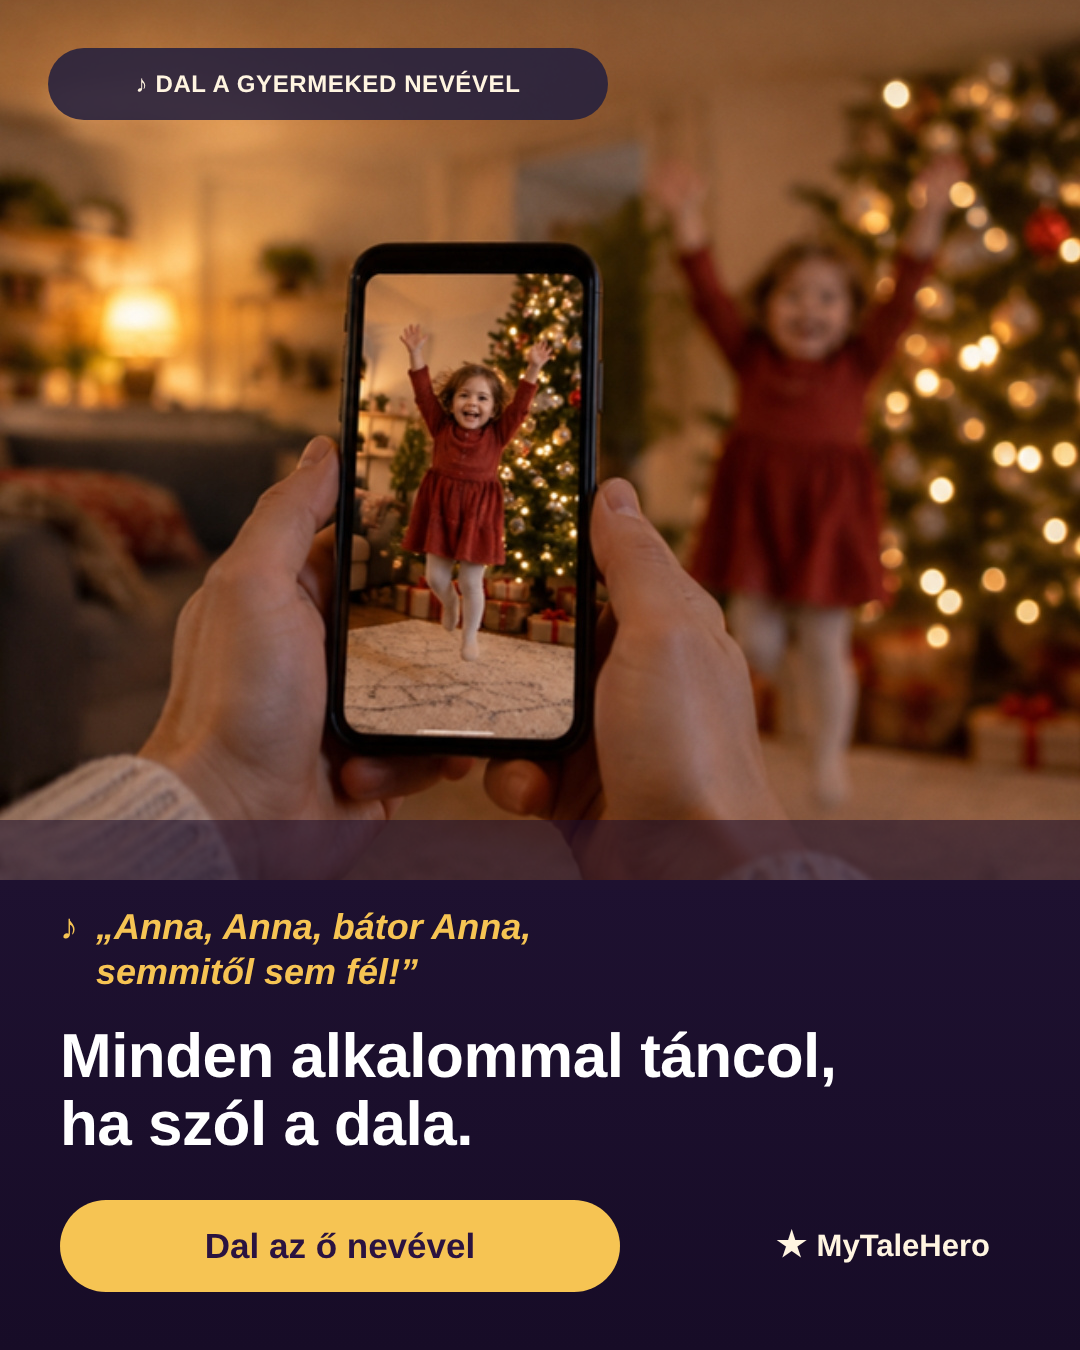 ♪ DAL A GYERMEKED NEVÉVEL
♪ „Anna, Anna, bátor Anna,
semmitől sem fél!”
Minden alkalommal táncol,
ha szól a dala.
Dal az ő nevével
★ MyTaleHero